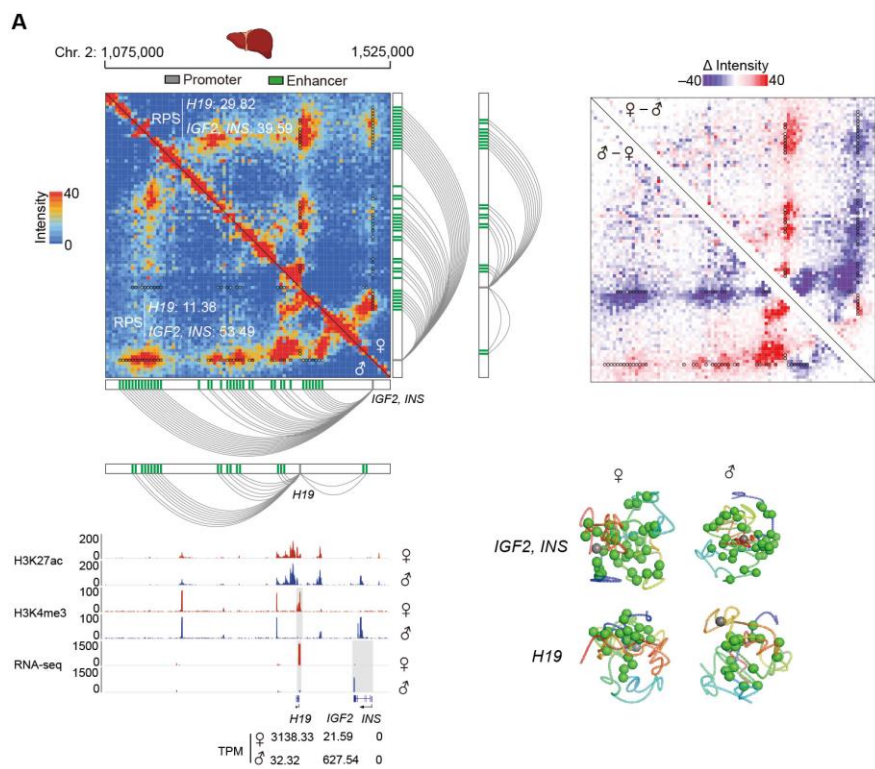 A
Chr. 2: 1,075,000 1,525,000
Promoter Enhancer
RPS H19: 29.82
IGF2, INS: 39.59
Intensity
40
0
RPS H19: 11.38
IGF2, INS: 53.49
♀
♂
IGF2, INS
H19
Δ Intensity
−40 40
♀ − ♂
♂ − ♀
♀ ♂
IGF2, INS
H19
H3K27ac
200
0
♀
200
0
♂
H3K4me3
100
0
♀
100
0
♂
RNA-seq
1500
0
♀
1500
0
♂
H19 IGF2 INS
TPM
♀ 3138.33 21.59 0
♂ 32.32 627.54 0